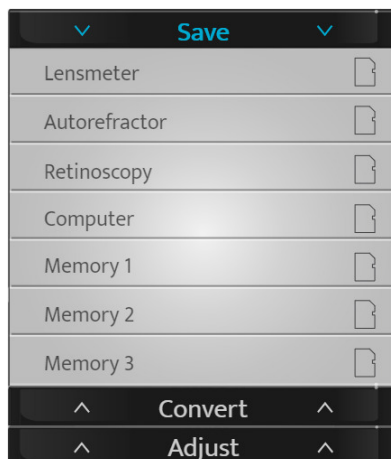 Save
Lensmeter
Autorefractor
Retinoscopy
Computer
Memory 1
Memory 2
Memory 3
Convert
Adjust